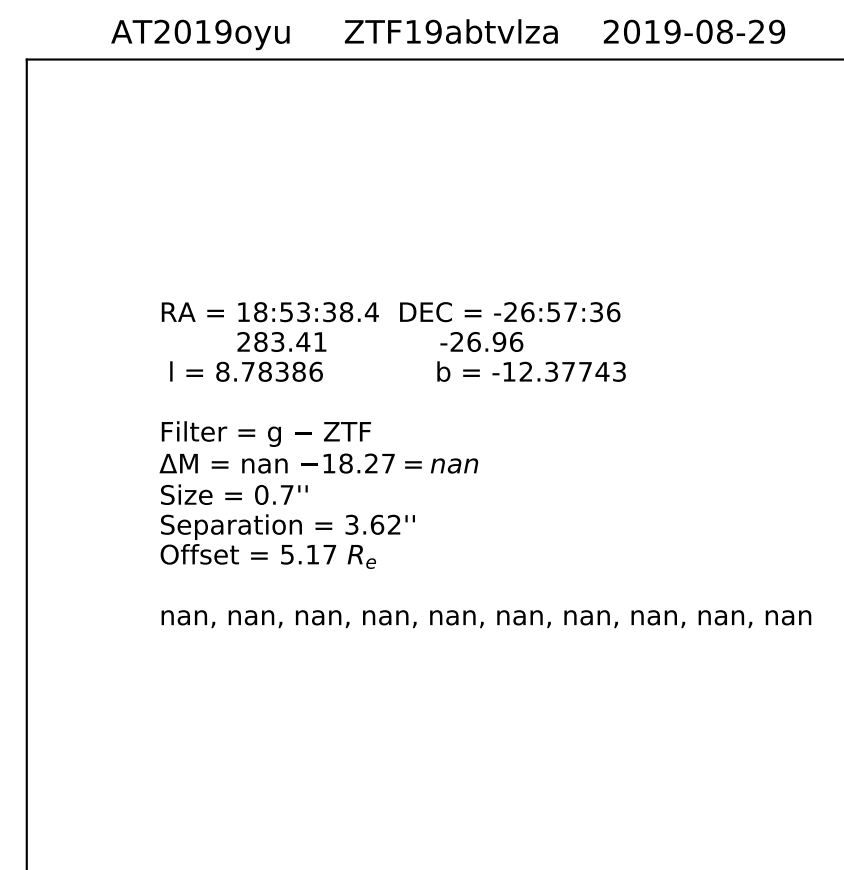 AT2019oyu ZTF19abtvlza 2019-08-29
RA = 18:53:38.4 DEC = -26:57:36
283.41 -26.96
l = 8.78386 b = -12.37743
Filter = g − ZTF
ΔM = nan −18.27 = nan
Size = 0.7''
Separation = 3.62''
Offset = 5.17 Rₑ
nan, nan, nan, nan, nan, nan, nan, nan, nan, nan